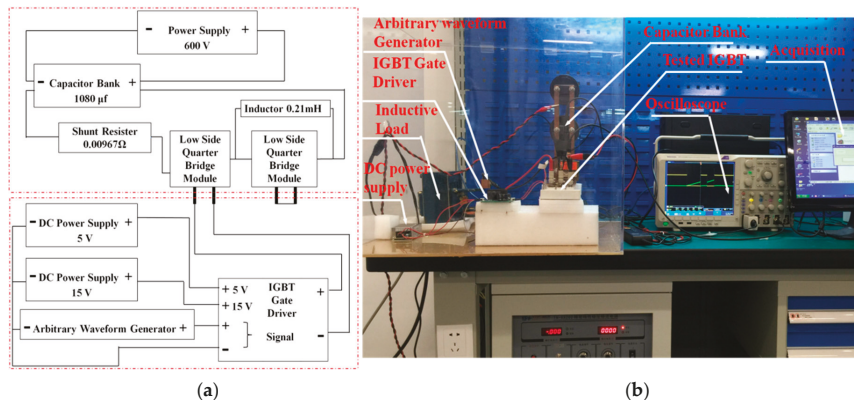 Power Supply
- +
600 V
- +
Capacitor Bank
1080 μf
Inductor 0.21mH
Shunt Resister
0.00967Ω
Low Side
Quarter
Bridge
Module
Low Side
Quarter
Bridge
Module
- DC Power Supply +
5 V
- DC Power Supply +
15 V
- Arbitrary Waveform Generator +
+ 5 V
+ 15 V
+
-
Signal
IGBT
Gate
Driver
+
-
(a)
Arbitrary waveform
Generator
IGBT Gate
Driver
Inductive
Load
DC power
supply
Capacitor Bank
Tested IGBT
Oscilloscope
Acquisition
(b)